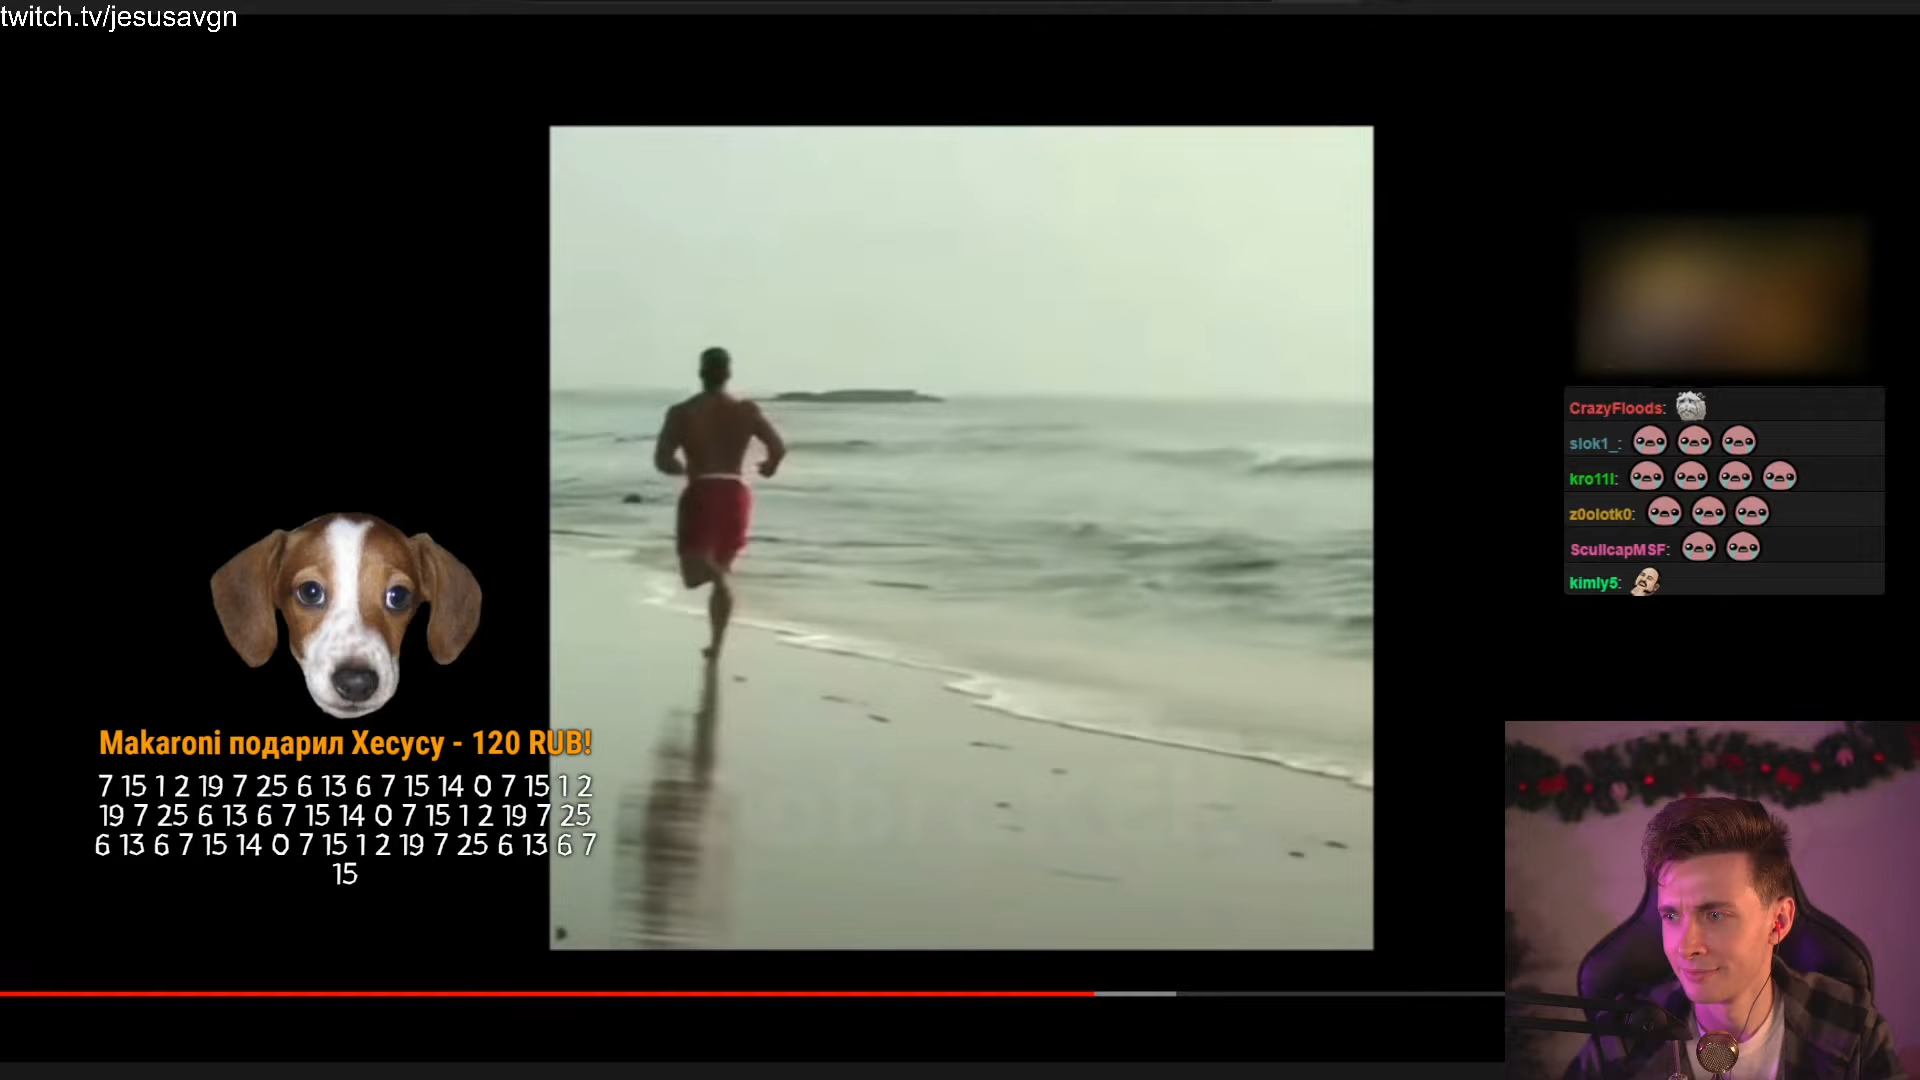 twitch.tv/jesusavgn
CrazyFloods:
slok1_:
kro11l:
z0olotk0:
ScullcapMSF:
kimly5:
Makaroni подарил Хесусу - 120 RUB!
7 15 1 2 19 7 25 6 13 6 7 15 14 0 7 15 1 2
19 7 25 6 13 6 7 15 14 0 7 15 1 2 19 7 25
6 13 6 7 15 14 0 7 15 1 2 19 7 25 6 13 6 7
15